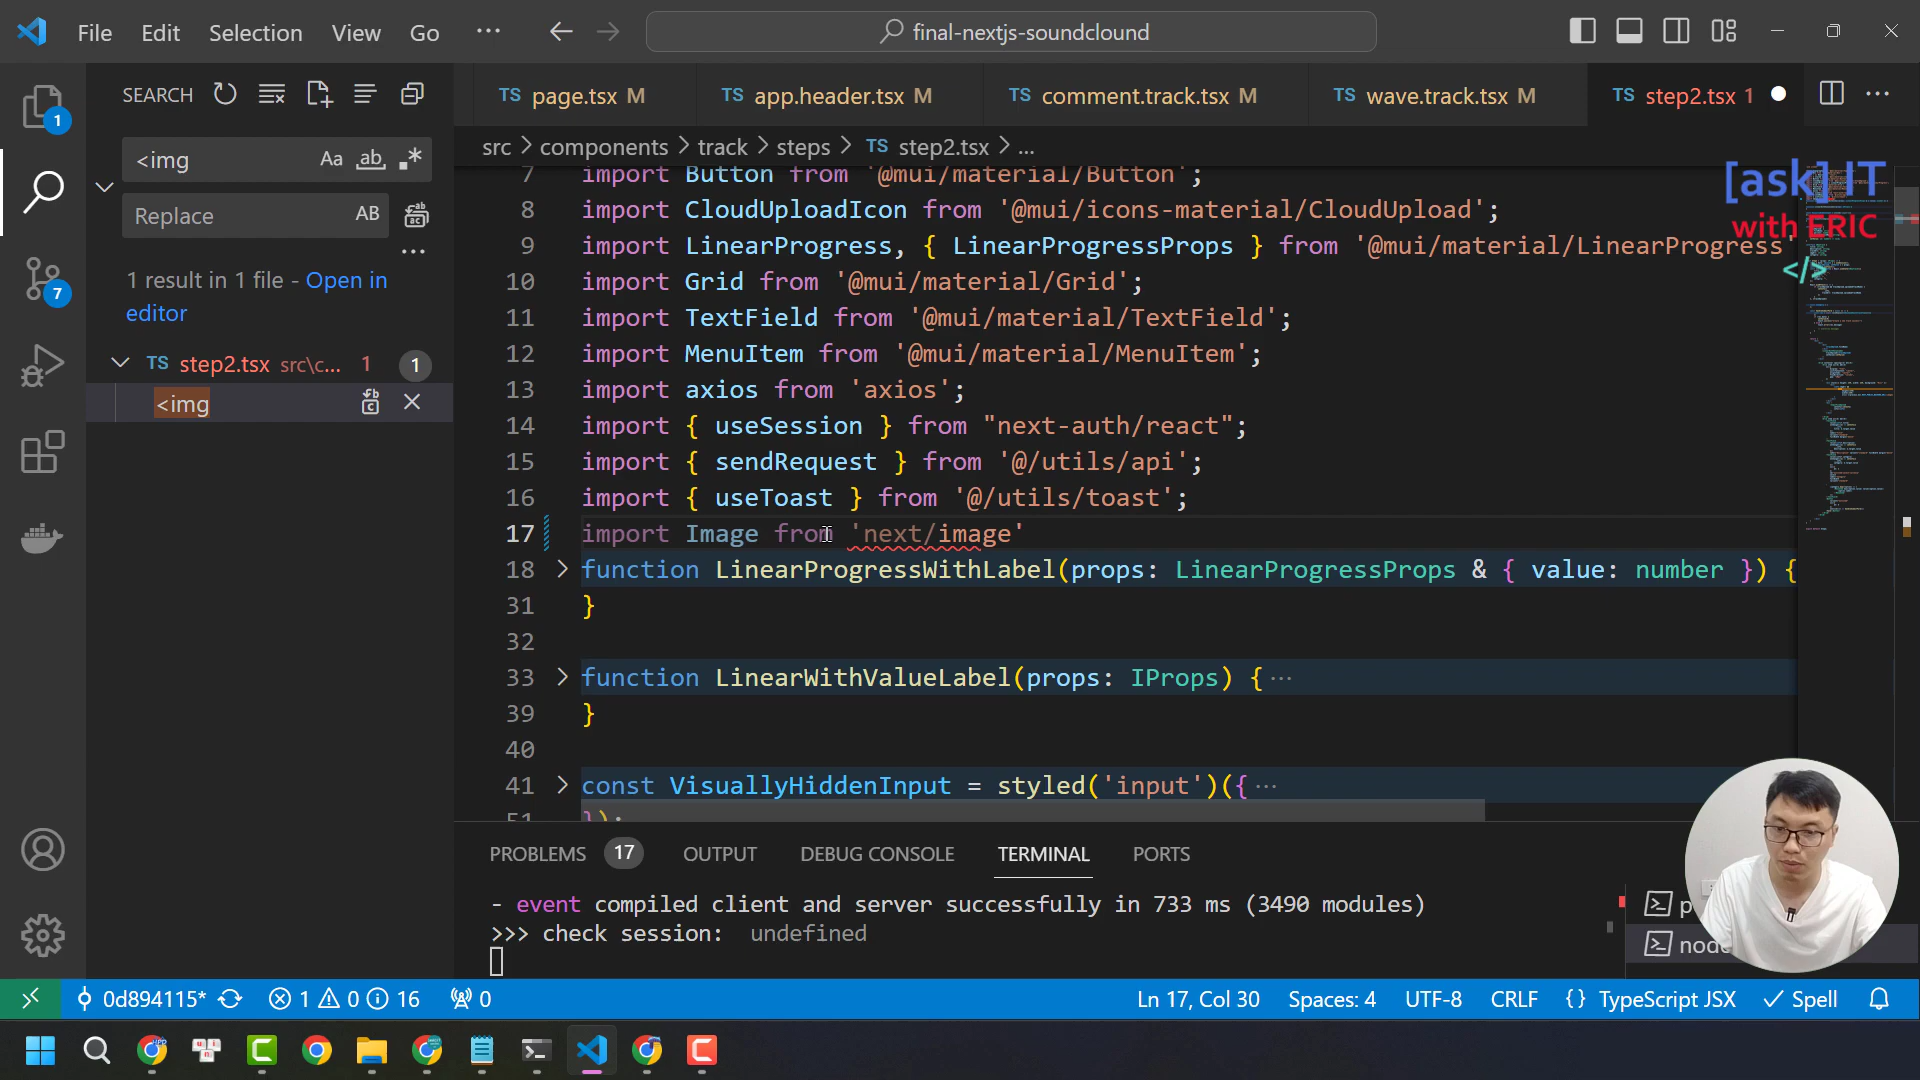 File Edit Selection View Go ··· final-nextjs-soundclound
SEARCH
<img Aa ab
Replace AB
1 result in 1 file - Open in
editor
TS step2.tsx src\c... 1 1
<img
1
7
TS page.tsx M TS app.header.tsx M TS comment.track.tsx M TS wave.track.tsx M TS step2.tsx 1
src > components > track > steps > TS step2.tsx > ...
7 import Button from '@mui/material/Button';
8 import CloudUploadIcon from '@mui/icons-material/CloudUpload';
9 import LinearProgress, { LinearProgressProps } from '@mui/material/LinearProgress'
10 import Grid from '@mui/material/Grid';
11 import TextField from '@mui/material/TextField';
12 import MenuItem from '@mui/material/MenuItem';
13 import axios from 'axios';
14 import { useSession } from "next-auth/react";
15 import { sendRequest } from '@/utils/api';
16 import { useToast } from '@/utils/toast';
17 import Image from 'next/image'
18 function LinearProgressWithLabel(props: LinearProgressProps & { value: number }) {
31 }
32
33 function LinearWithValueLabel(props: IProps) {···
39 }
40
41 const VisuallyHiddenInput = styled('input')({···
51 });
[ask] IT
with ERIC
</>
PROBLEMS 17 OUTPUT DEBUG CONSOLE TERMINAL PORTS
- event compiled client and server successfully in 733 ms (3490 modules)
>>> check session: undefined
0d894115* 1 0 16 0 Ln 17, Col 30 Spaces: 4 UTF-8 CRLF {} TypeScript JSX Spell